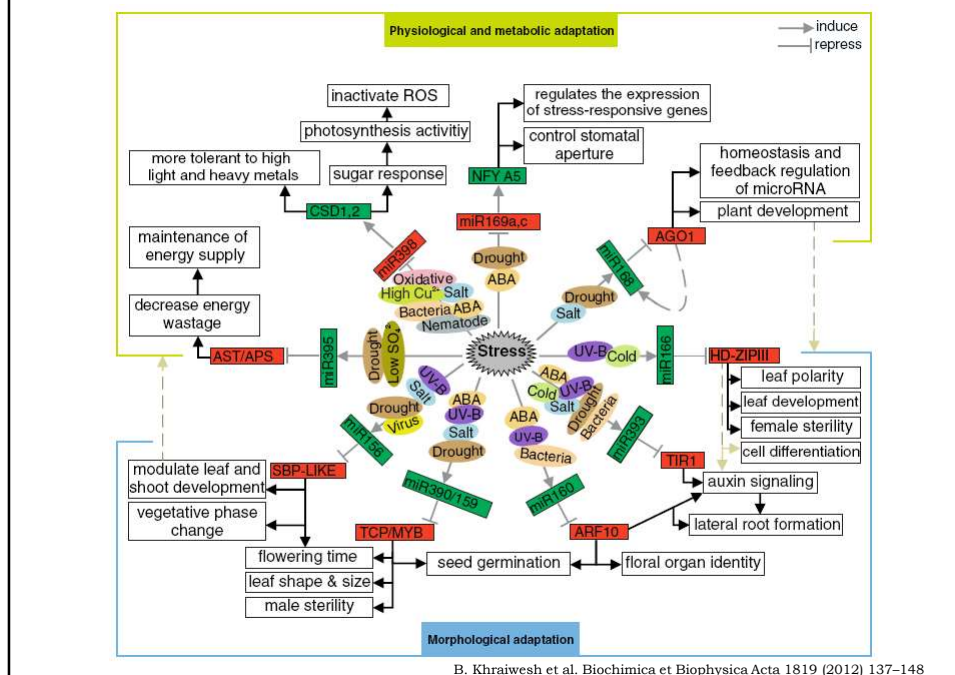 Physiological and metabolic adaptation
induce
repress
inactivate ROS
photosynthesis activitiy
sugar response
more tolerant to high
light and heavy metals
CSD1,2
miR398
regulates the expression
of stress-responsive genes
control stomatal
aperture
NFY A5
miR169a,c
homeostasis and
feedback regulation
of microRNA
plant development
AGO1
miR168
maintenance of
energy supply
decrease energy
wastage
AST/APS
miR395
Oxidative
High Cu²⁺ Salt
Bacteria ABA
Nematode
Drought
ABA
Drought
Salt
Drought
Low SO₄²⁻
Stress
UV-B Cold
miR166
HD-ZIPIII
leaf polarity
leaf development
female sterility
cell differentiation
UV-B
Salt
Drought
Virus
miR156
SBP-LIKE
modulate leaf and
shoot development
vegetative phase
change
flowering time
leaf shape & size
male sterility
ABA
UV-B
Salt
Drought
miR390/159
TCP/MYB
seed germination
ABA
UV-B
Bacteria
miR160
ARF10
floral organ identity
ABA
Cold UV-B
Salt Drought
Bacteria
miR393
TIR1
auxin signaling
lateral root formation
Morphological adaptation
B. Khraiwesh et al. Biochimica et Biophysica Acta 1819 (2012) 137–148